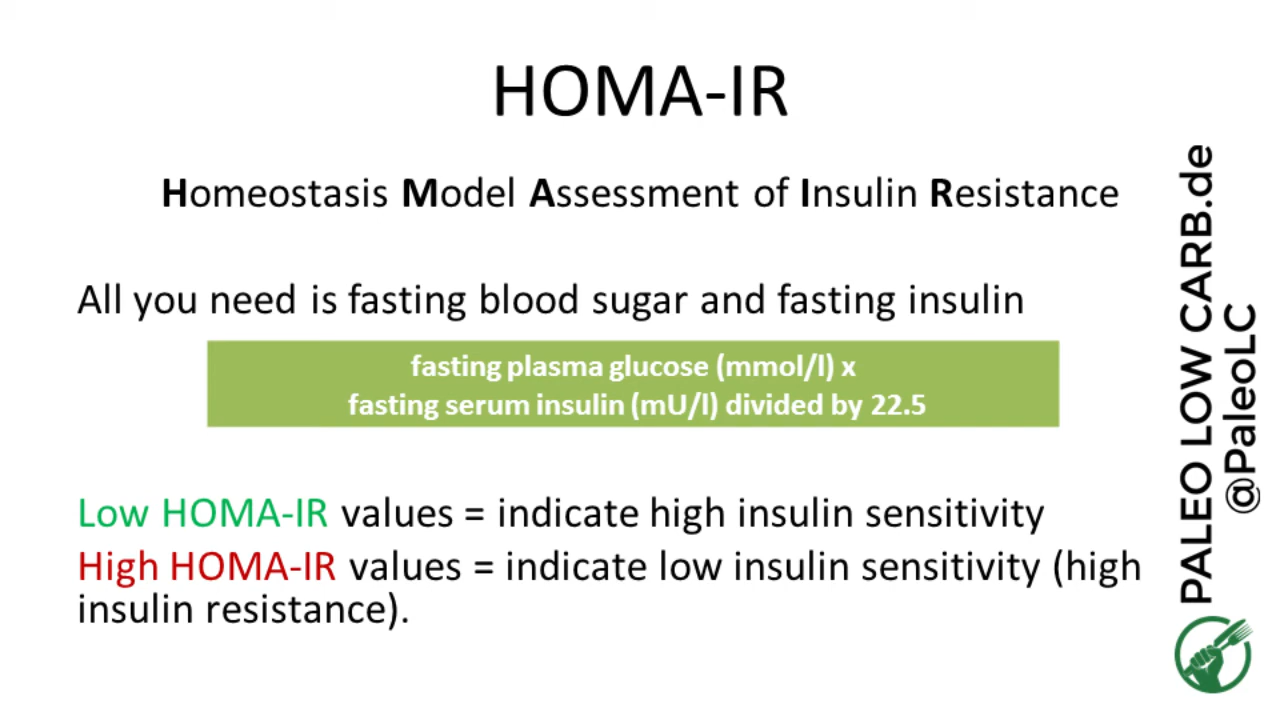 HOMA-IR
Homeostasis Model Assessment of Insulin Resistance
All you need is fasting blood sugar and fasting insulin
fasting plasma glucose (mmol/l) x
fasting serum insulin (mU/l) divided by 22.5
Low HOMA-IR values = indicate high insulin sensitivity
High HOMA-IR values = indicate low insulin sensitivity (high
insulin resistance).
PALEO LOW CARB.de
@PaleoLC